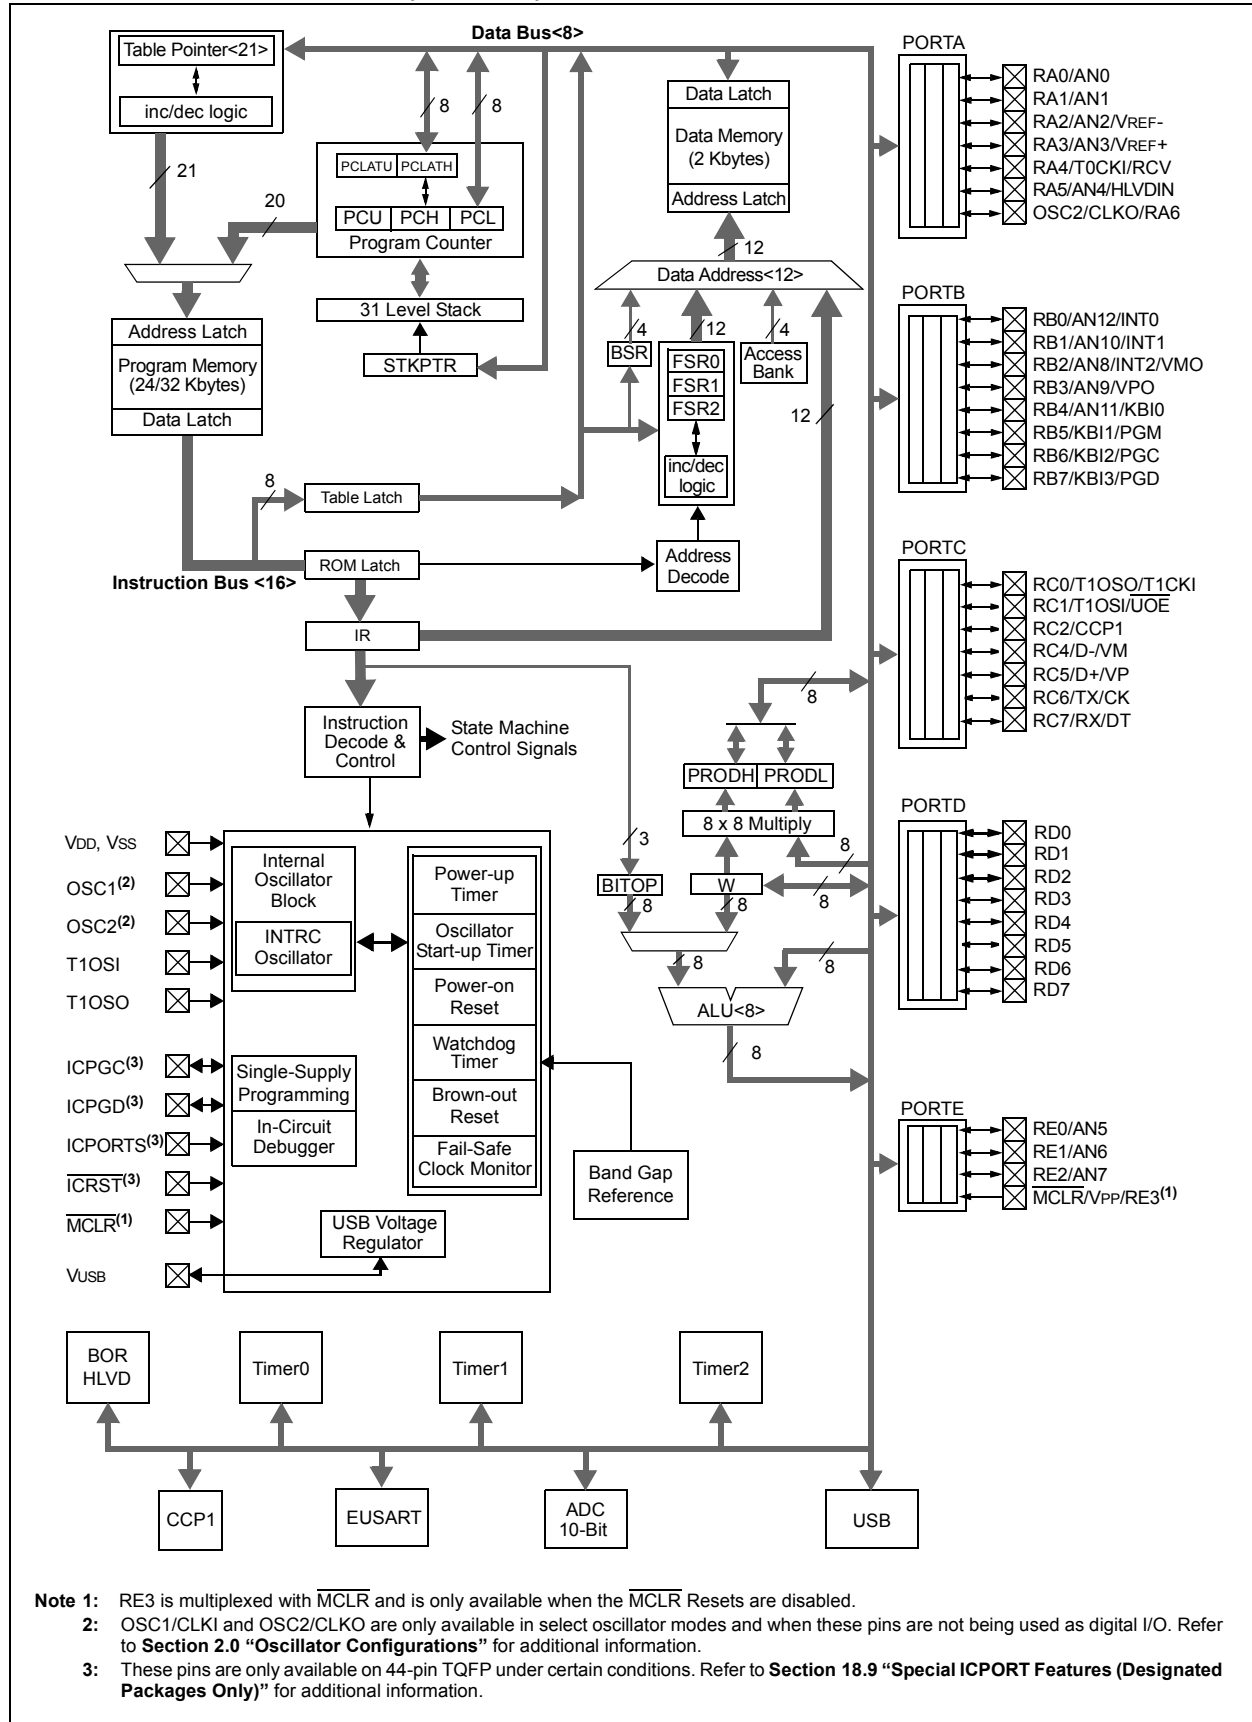 Data Bus<8>
Table Pointer<21>
inc/dec logic
21
20
8
8
PCLATU PCLATH
PCU PCH PCL
Program Counter
31 Level Stack
STKPTR
Address Latch
Program Memory
(24/32 Kbytes)
Data Latch
Data Latch
Data Memory
(2 Kbytes)
Address Latch
12
Data Address<12>
4
12
4
BSR
FSR0
FSR1
FSR2
inc/dec
logic
Access
Bank
12
8
Table Latch
ROM Latch
Instruction Bus <16>
Address
Decode
IR
Instruction
Decode &
Control
State Machine
Control Signals
8
PRODH PRODL
8 x 8 Multiply
3
8
BITOP
W
8
8
8
8
8
ALU<8>
8
PORTA
RA0/AN0
RA1/AN1
RA2/AN2/VREF-
RA3/AN3/VREF+
RA4/T0CKI/RCV
RA5/AN4/HLVDIN
OSC2/CLKO/RA6
PORTB
RB0/AN12/INT0
RB1/AN10/INT1
RB2/AN8/INT2/VMO
RB3/AN9/VPO
RB4/AN11/KBI0
RB5/KBI1/PGM
RB6/KBI2/PGC
RB7/KBI3/PGD
PORTC
RC0/T1OSO/T1CKI
RC1/T1OSI/UOE
RC2/CCP1
RC4/D-/VM
RC5/D+/VP
RC6/TX/CK
RC7/RX/DT
PORTD
RD0
RD1
RD2
RD3
RD4
RD5
RD6
RD7
PORTE
RE0/AN5
RE1/AN6
RE2/AN7
MCLR/VPP/RE3(1)
VDD, VSS
OSC1(2)
OSC2(2)
T1OSI
T1OSO
ICPGC(3)
ICPGD(3)
ICPORTS(3)
ICRST(3)
MCLR(1)
VUSB
Internal
Oscillator
Block
INTRC
Oscillator
Single-Supply
Programming
In-Circuit
Debugger
Power-up
Timer
Oscillator
Start-up Timer
Power-on
Reset
Watchdog
Timer
Brown-out
Reset
Fail-Safe
Clock Monitor
Band Gap
Reference
USB Voltage
Regulator
BOR
HLVD
Timer0
Timer1
Timer2
CCP1
EUSART
ADC
10-Bit
USB
Note 1: RE3 is multiplexed with MCLR and is only available when the MCLR Resets are disabled.
2: OSC1/CLKI and OSC2/CLKO are only available in select oscillator modes and when these pins are not being used as digital I/O. Refer
to Section 2.0 “Oscillator Configurations” for additional information.
3: These pins are only available on 44-pin TQFP under certain conditions. Refer to Section 18.9 “Special ICPORT Features (Designated
Packages Only)” for additional information.